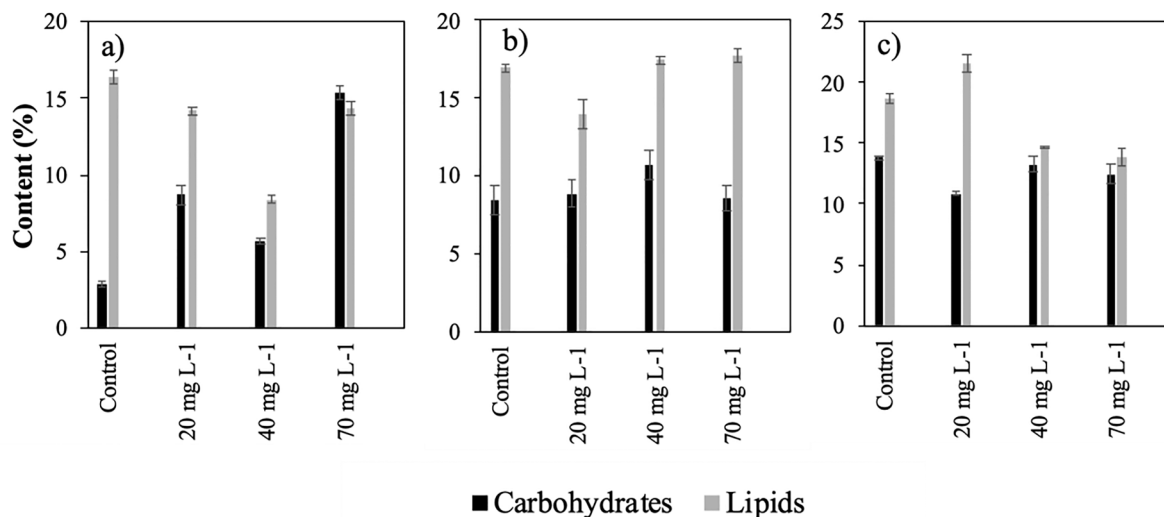 Content (%)
a)
20
15
10
5
0
Control
20 mg L-1
40 mg L-1
70 mg L-1
b)
20
15
10
5
0
Control
20 mg L-1
40 mg L-1
70 mg L-1
c)
25
20
15
10
5
0
Control
20 mg L-1
40 mg L-1
70 mg L-1
Carbohydrates Lipids